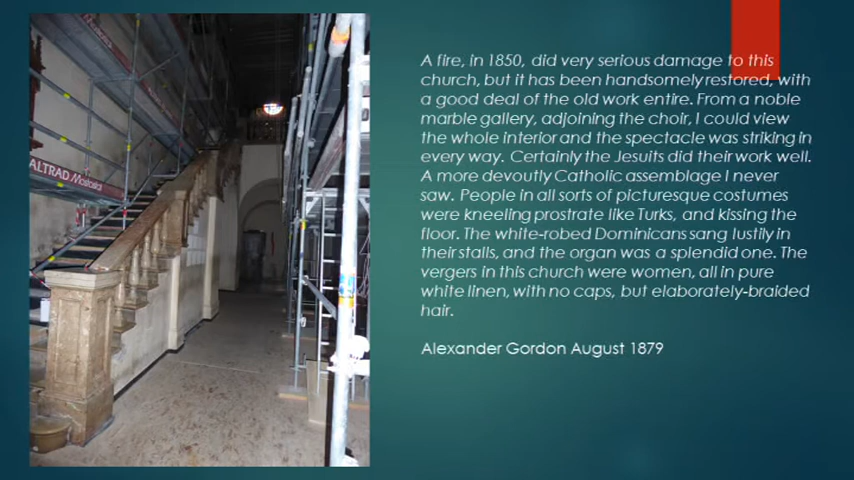 ALTRAD Mostostal
A fire, in 1850, did very serious damage to this
church, but it has been handsomely restored, with
a good deal of the old work entire. From a noble
marble gallery, adjoining the choir, I could view
the whole interior and the spectacle was striking in
every way. Certainly the Jesuits did their work well.
A more devoutly Catholic assemblage I never
saw. People in all sorts of picturesque costumes
were kneeling prostrate like Turks, and kissing the
floor. The white-robed Dominicans sang lustily in
their stalls, and the organ was a splendid one. The
vergers in this church were women, all in pure
white linen, with no caps, but elaborately-braided
hair.
Alexander Gordon August 1879